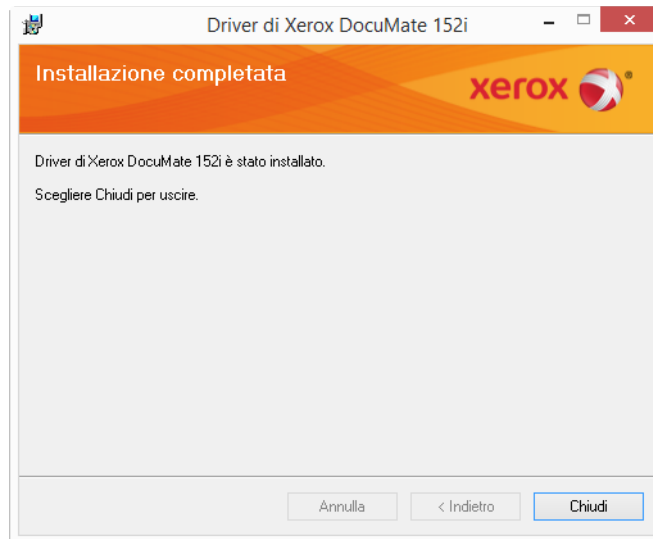 Driver di Xerox DocuMate 152i
Installazione completata
xerox
Driver di Xerox DocuMate 152i è stato installato.
Scegliere Chiudi per uscire.
Annulla
< Indietro
Chiudi